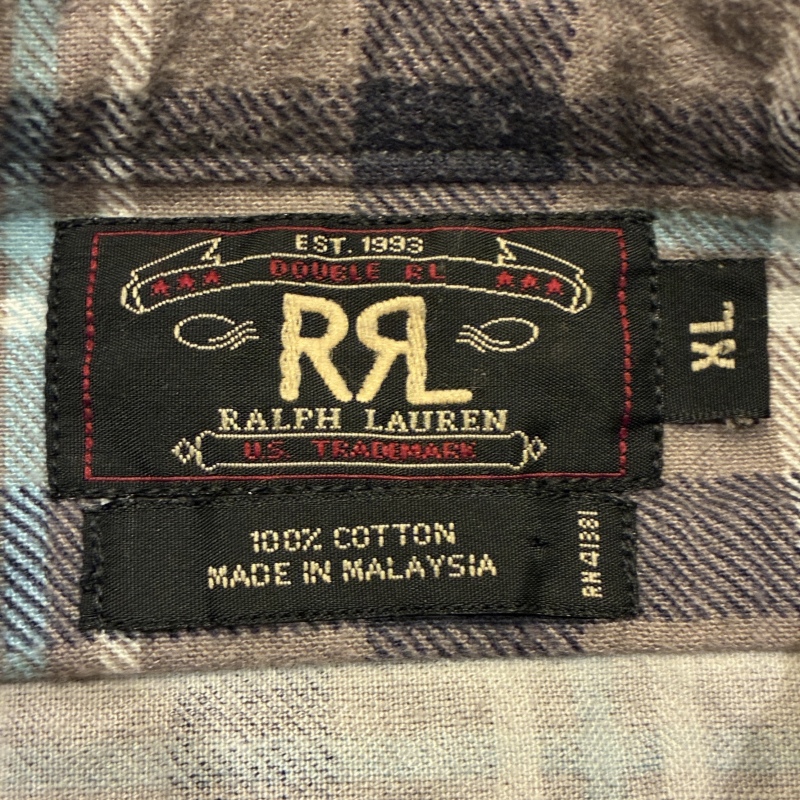 EST. 1993
DOUBLE RL
RRL
RALPH LAUREN
U.S. TRADEMARK
XL
100% COTTON
MADE IN MALAYSIA
RN 41381